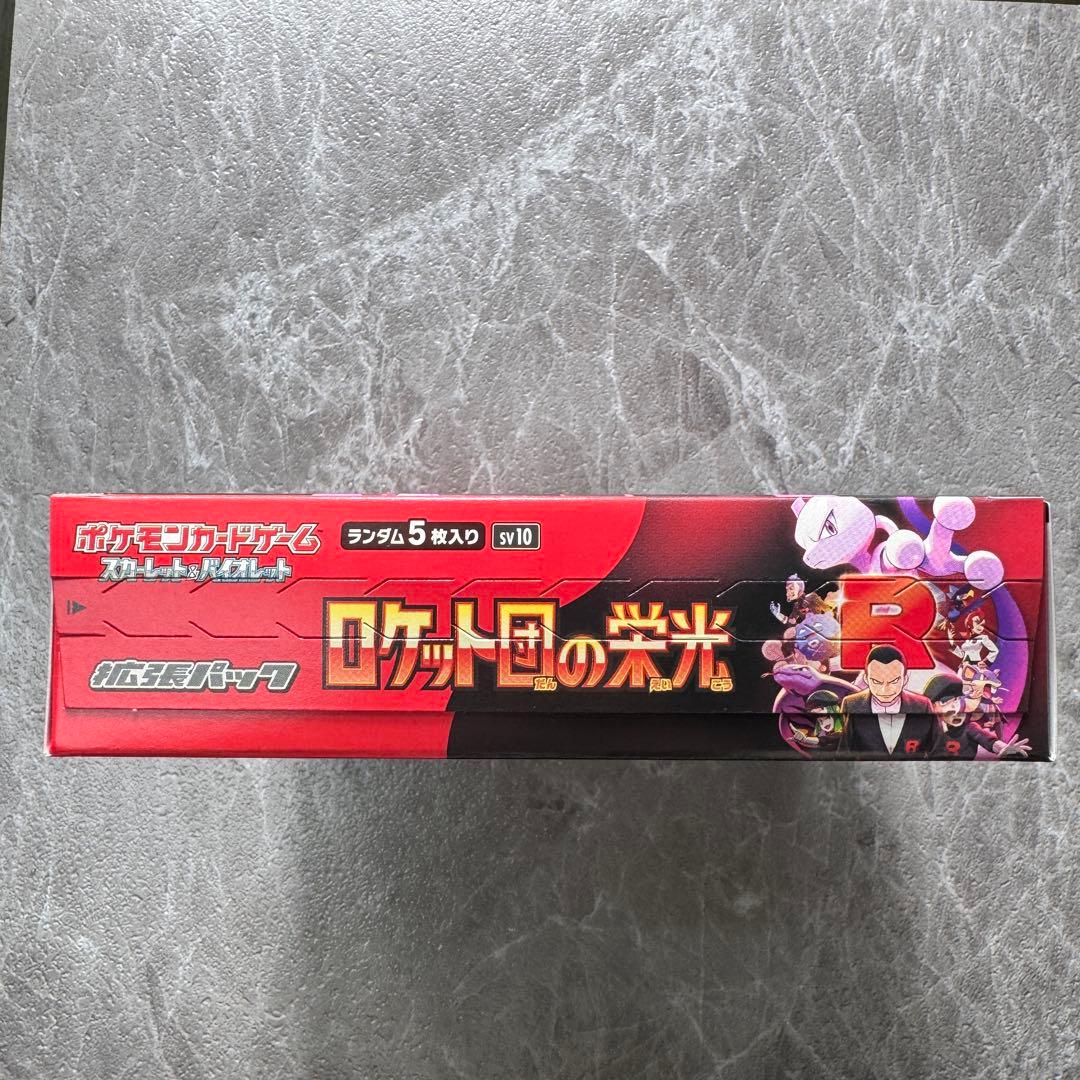 ポケモンカードゲーム
スカーレット&バイオレット
ランダム5枚入り
SV10
拡張パック
ロケット団の栄光
だん えい こう
R
R
R